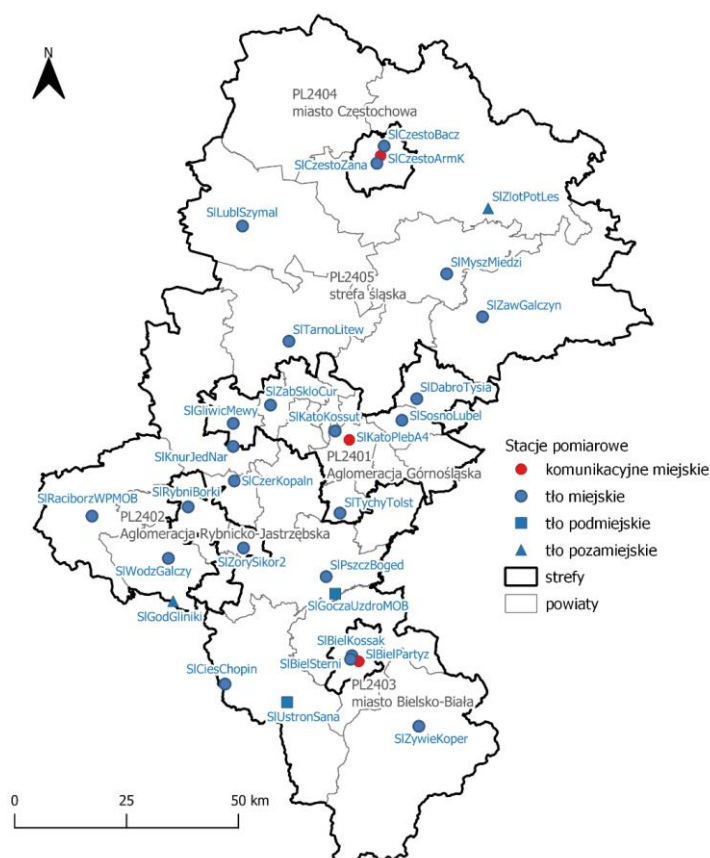 N
PL2404
miasto Częstochowa
SlCzestoBacz
SlCzestoZana
SlCzestoArmK
SlZlotPotLes
SlLublSzymal
SlMyszMiedzi
PL2405
strefa śląska
SlZawGalczyn
SlTarnoLitew
SlDabroTysia
SlZabSkloCur
SlGliwicMewy
SlKatoKossut
SlSosnoLubel
SlKatoPlebA4
SlKnurJedNar
PL2401
Aglomeracja Górnośląska
SlCzerKopaln
SlRaciborzWPMOB
SlRybniBorki
SlTychyTolst
PL2402
Aglomeracja Rybnicko-Jastrzębska
SlWodzGalczy
SlZorySikor2
SlPszczBoged
SlGodGliniki
SlGoczaUzdroMOB
SlBielKossak
SlBielPartyz
SlBielSterni
SlCiesChopin
PL2403
miasto Bielsko-Biała
SlUstronSana
SlZywieKoper
Stacje pomiarowe
komunikacyjne miejskie
tło miejskie
tło podmiejskie
tło pozamiejskie
strefy
powiaty
0 25 50 km